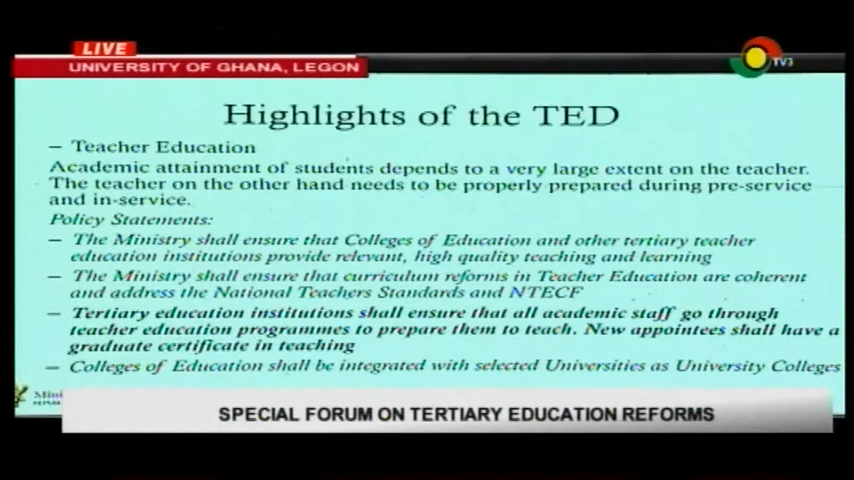 LIVE
UNIVERSITY OF GHANA, LEGON
TV3
Highlights of the TED
– Teacher Education
Academic attainment of students depends to a very large extent on the teacher.
The teacher on the other hand needs to be properly prepared during pre-service
and in-service.
Policy Statements:
– The Ministry shall ensure that Colleges of Education and other tertiary teacher
education institutions provide relevant, high quality teaching and learning
– The Ministry shall ensure that curriculum reforms in Teacher Education are coherent
and address the National Teachers Standards and NTECF
– Tertiary education institutions shall ensure that all academic staff go through
teacher education programmes to prepare them to teach. New appointees shall have a
graduate certificate in teaching
– Colleges of Education shall be integrated with selected Universities as University Colleges
SPECIAL FORUM ON TERTIARY EDUCATION REFORMS